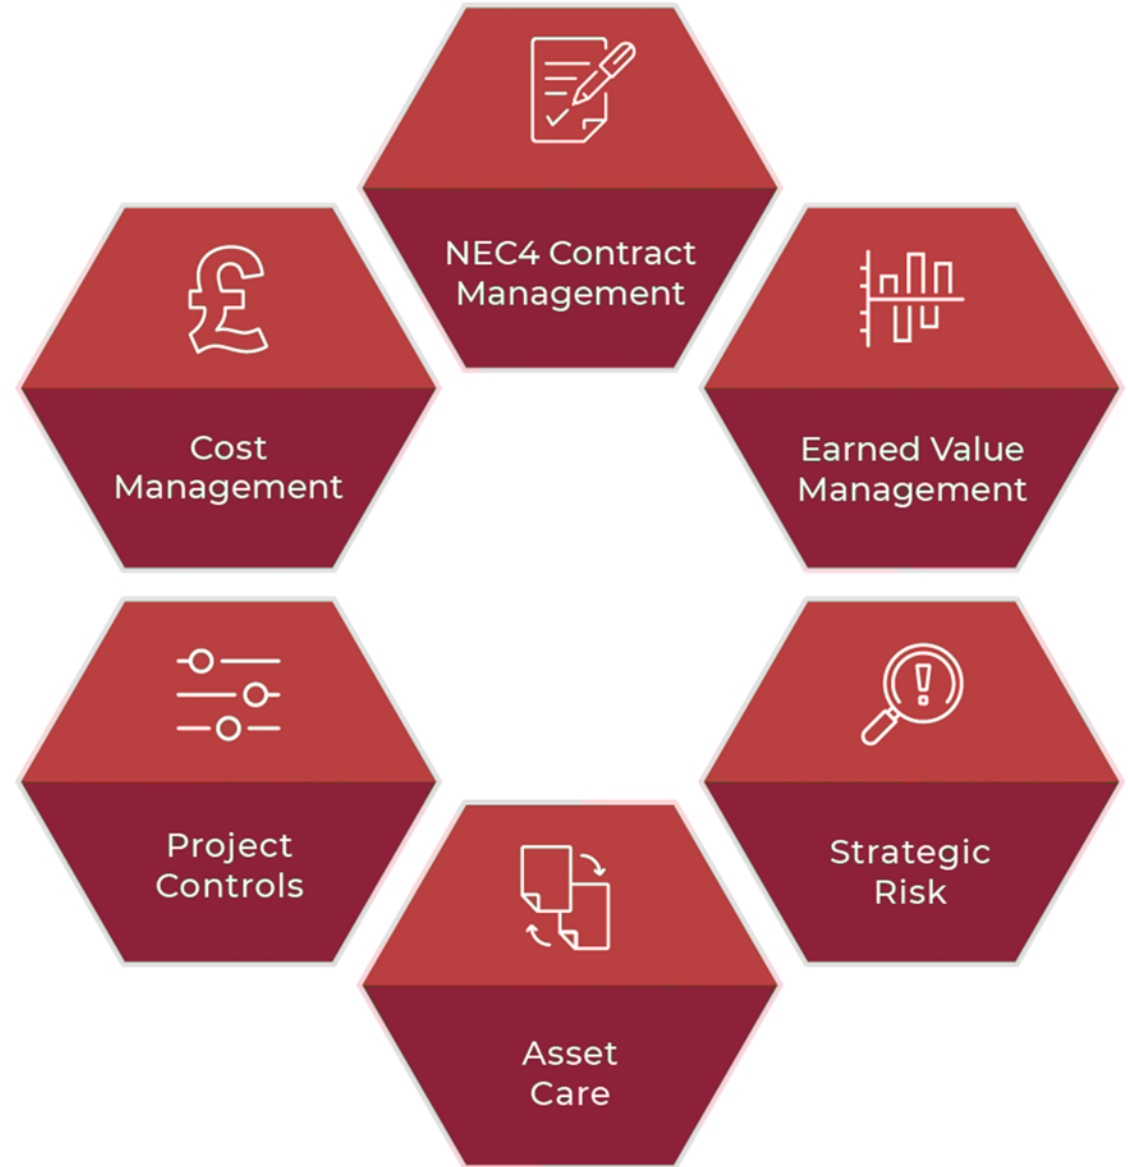 NEC4 Contract
Management
Cost
Management
Earned Value
Management
Project
Controls
Strategic
Risk
Asset
Care